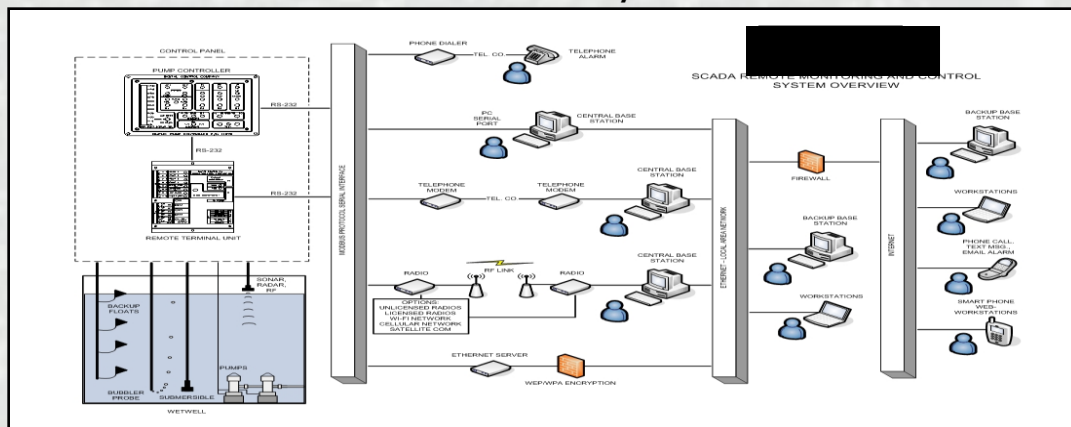 SCADA REMOTE MONITORING AND CONTROL
SYSTEM OVERVIEW
CONTROL PANEL
PUMP CONTROLLER
RS-232
RS-232
RS-232
REMOTE TERMINAL UNIT
BACKUP
FLOATS
SONAR,
RADAR,
RF
PUMPS
BUBBLER
PROBE
SUBMERSIBLE
WETWELL
MODBUS PROTOCOL SERIAL INTERFACE
PHONE DIALER
TEL. CO.
TELEPHONE
ALARM
PC
SERIAL
PORT
CENTRAL BASE
STATION
TELEPHONE
MODEM
TEL. CO.
TELEPHONE
MODEM
CENTRAL BASE
STATION
RADIO
RF LINK
RADIO
CENTRAL BASE
STATION
OPTIONS:
UNLICENSED RADIOS
LICENSED RADIOS
WI-FI NETWORK
CELLULAR NETWORK
SATELLITE COM
ETHERNET SERVER
WEP/WPA ENCRYPTION
ETHERNET – LOCAL AREA NETWORK
FIREWALL
BACKUP BASE
STATION
WORKSTATIONS
INTERNET
BACKUP BASE
STATION
WORKSTATIONS
PHONE CALL,
TEXT MSG.,
EMAIL ALARM
SMART PHONE
WEB-
WORKSTATIONS